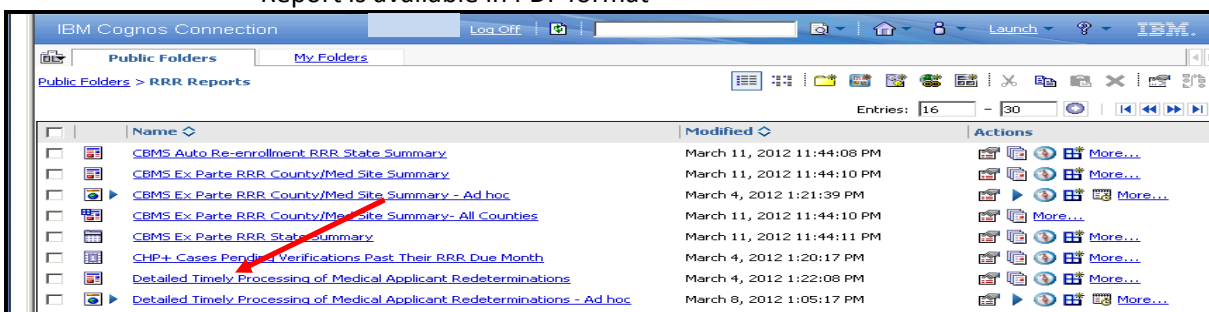 Report is available in PDF format
IBM Cognos Connection Log Off Launch ? IBM.
Public Folders My Folders
Public Folders > RRR Reports
Entries: 16 - 30
Name Modified Actions
CBMS Auto Re-enrollment RRR State Summary March 11, 2012 11:44:08 PM More...
CBMS Ex Parte RRR County/Med Site Summary March 11, 2012 11:44:10 PM More...
CBMS Ex Parte RRR County/Med Site Summary - Ad hoc March 4, 2012 1:21:39 PM More...
CBMS Ex Parte RRR County/Med Site Summary- All Counties March 11, 2012 11:44:10 PM More...
CBMS Ex Parte RRR State Summary March 11, 2012 11:44:11 PM More...
CHP+ Cases Pending Verifications Past Their RRR Due Month March 4, 2012 1:20:17 PM More...
Detailed Timely Processing of Medical Applicant Redeterminations March 4, 2012 1:22:08 PM More...
Detailed Timely Processing of Medical Applicant Redeterminations - Ad hoc March 8, 2012 1:05:17 PM More...